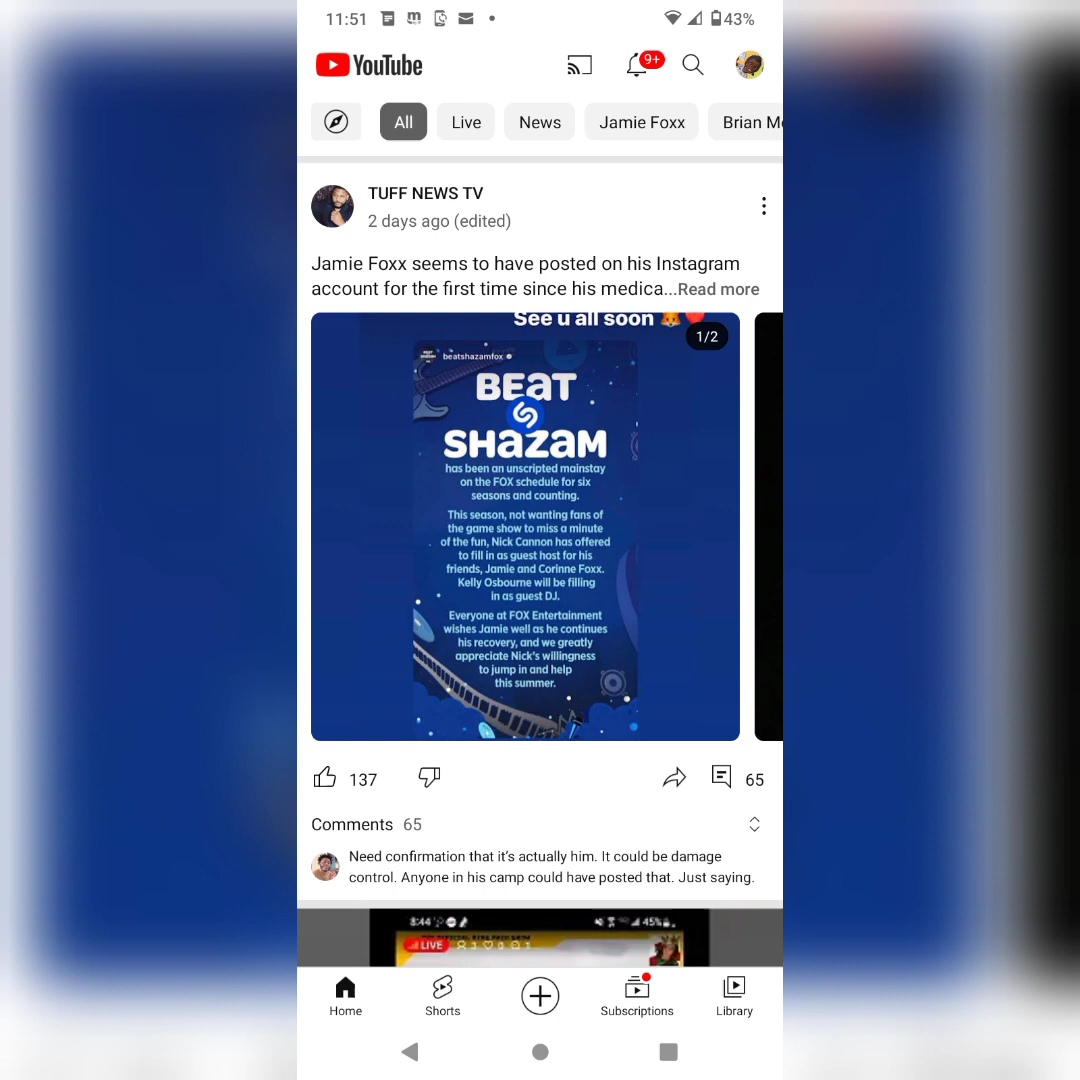 11:51
43%
YouTube
9+
All
Live
News
Jamie Foxx
Brian M
TUFF NEWS TV
2 days ago (edited)
Jamie Foxx seems to have posted on his Instagram
account for the first time since his medica...Read more
See u all soon
1/2
beatshazamfox
BEAT
SHAZAM
has been an unscripted mainstay
on the FOX schedule for six
seasons and counting.
This season, not wanting fans of
the game show to miss a minute
of the fun, Nick Cannon has offered
to fill in as guest host for his
friends, Jamie and Corinne Foxx.
Kelly Osbourne will be filling
in as guest DJ.
Everyone at FOX Entertainment
wishes Jamie well as he continues
his recovery, and we greatly
appreciate Nick's willingness
to jump in and help
this summer.
137
65
Comments 65
Need confirmation that it's actually him. It could be damage
control. Anyone in his camp could have posted that. Just saying.
8:44
45%
LIVE
Home
Shorts
Subscriptions
Library